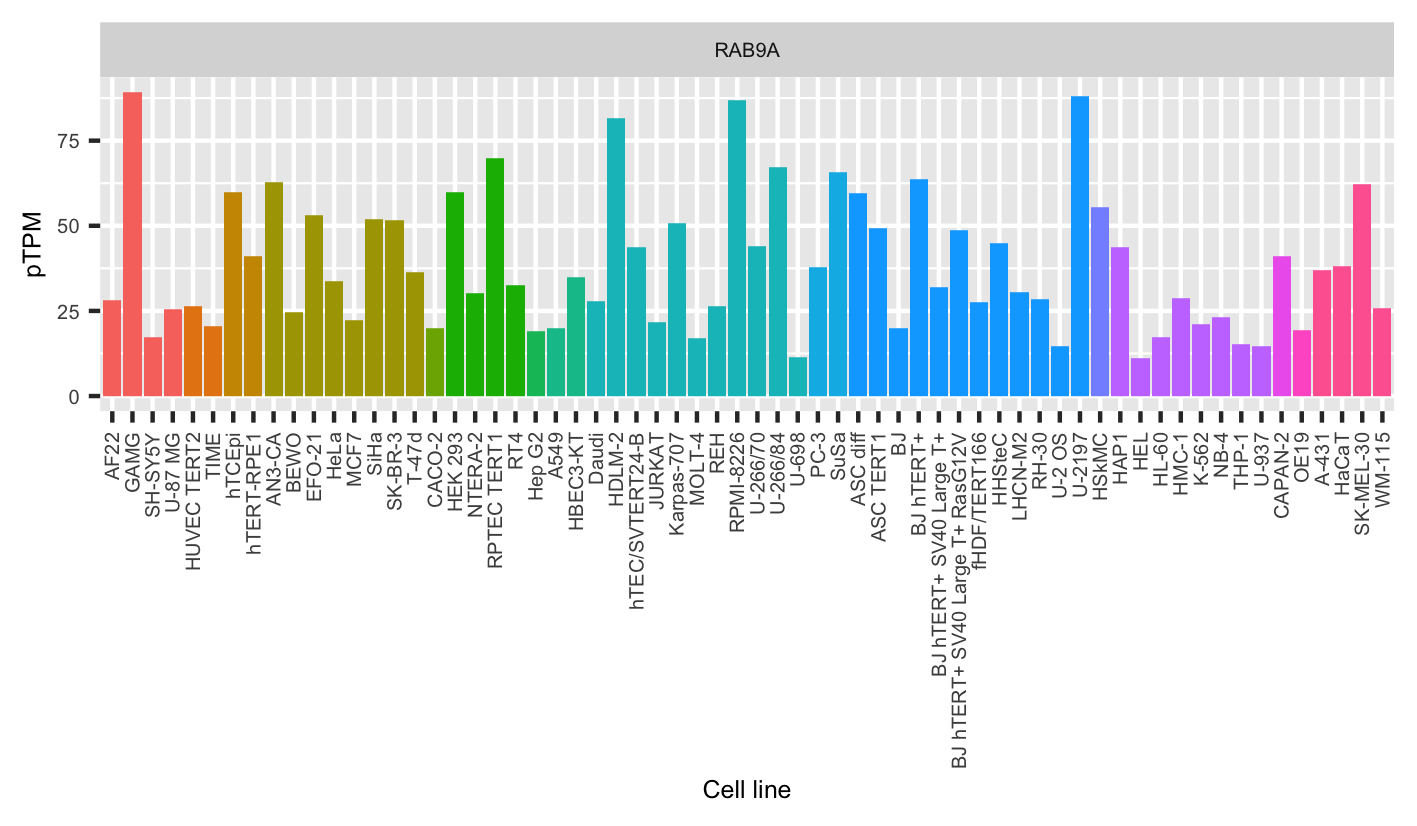 RAB9A
pTPM
75
50
25
0
AF22
GAMG
SH-SY5Y
U-87 MG
HUVEC TERT2
TIME
hTCEpi
hTERT-RPE1
AN3-CA
BEWO
EFO-21
HeLa
MCF7
SiHa
SK-BR-3
T-47d
CACO-2
HEK 293
NTERA-2
RPTEC TERT1
RT4
Hep G2
A549
HBEC3-KT
Daudi
HDLM-2
hTEC/SVTERT24-B
JURKAT
Karpas-707
MOLT-4
REH
RPMI-8226
U-266/70
U-266/84
U-698
PC-3
SuSa
ASC diff
ASC TERT1
BJ
BJ hTERT+
BJ hTERT+ SV40 Large T+
BJ hTERT+ SV40 Large T+ RasG12V
fHDF/TERT166
HHSteC
LHCN-M2
RH-30
U-2 OS
U-2197
HSkMC
HAP1
HEL
HL-60
HMC-1
K-562
NB-4
THP-1
U-937
CAPAN-2
OE19
A-431
HaCaT
SK-MEL-30
WM-115
Cell line